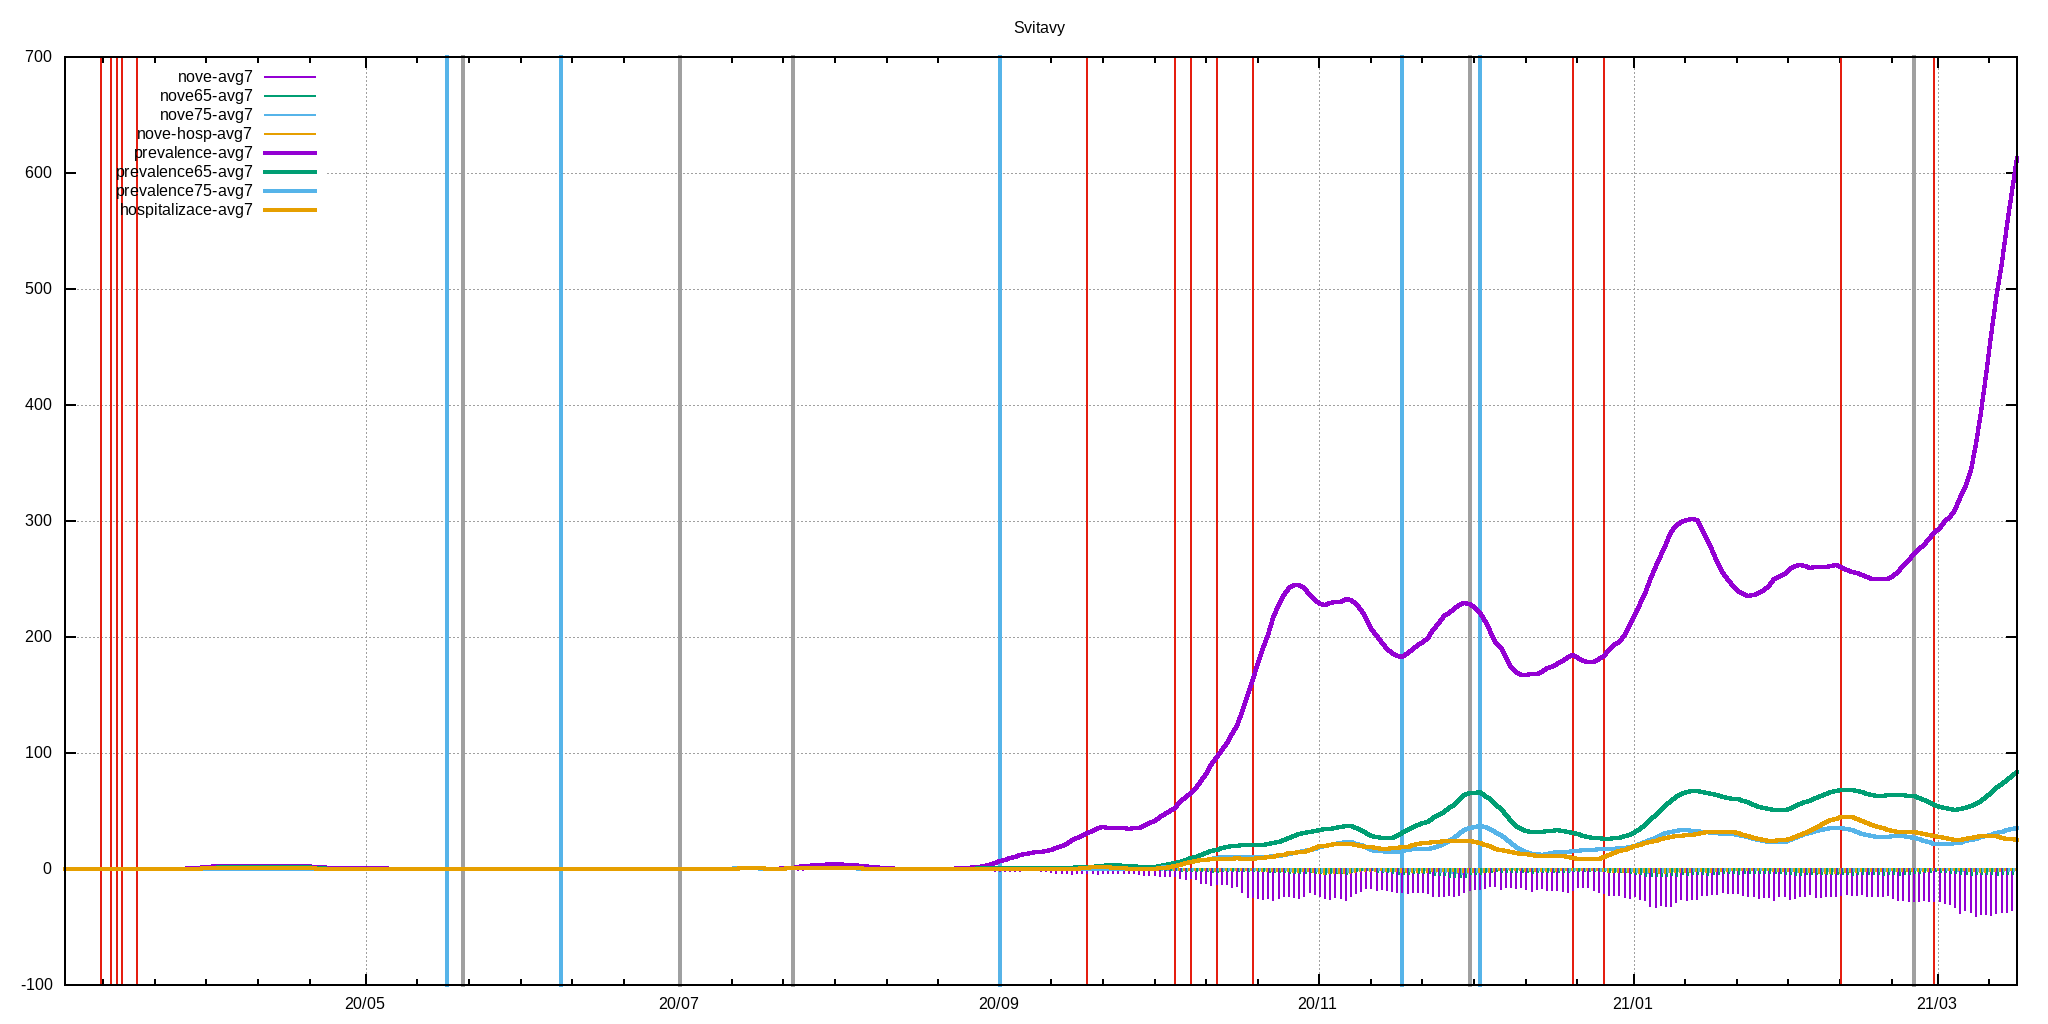 Svitavy
700
600
500
400
300
200
100
0
-100
nove-avg7
nove65-avg7
nove75-avg7
nove-hosp-avg7
prevalence-avg7
prevalence65-avg7
prevalence75-avg7
hospitalizace-avg7
20/05
20/07
20/09
20/11
21/01
21/03